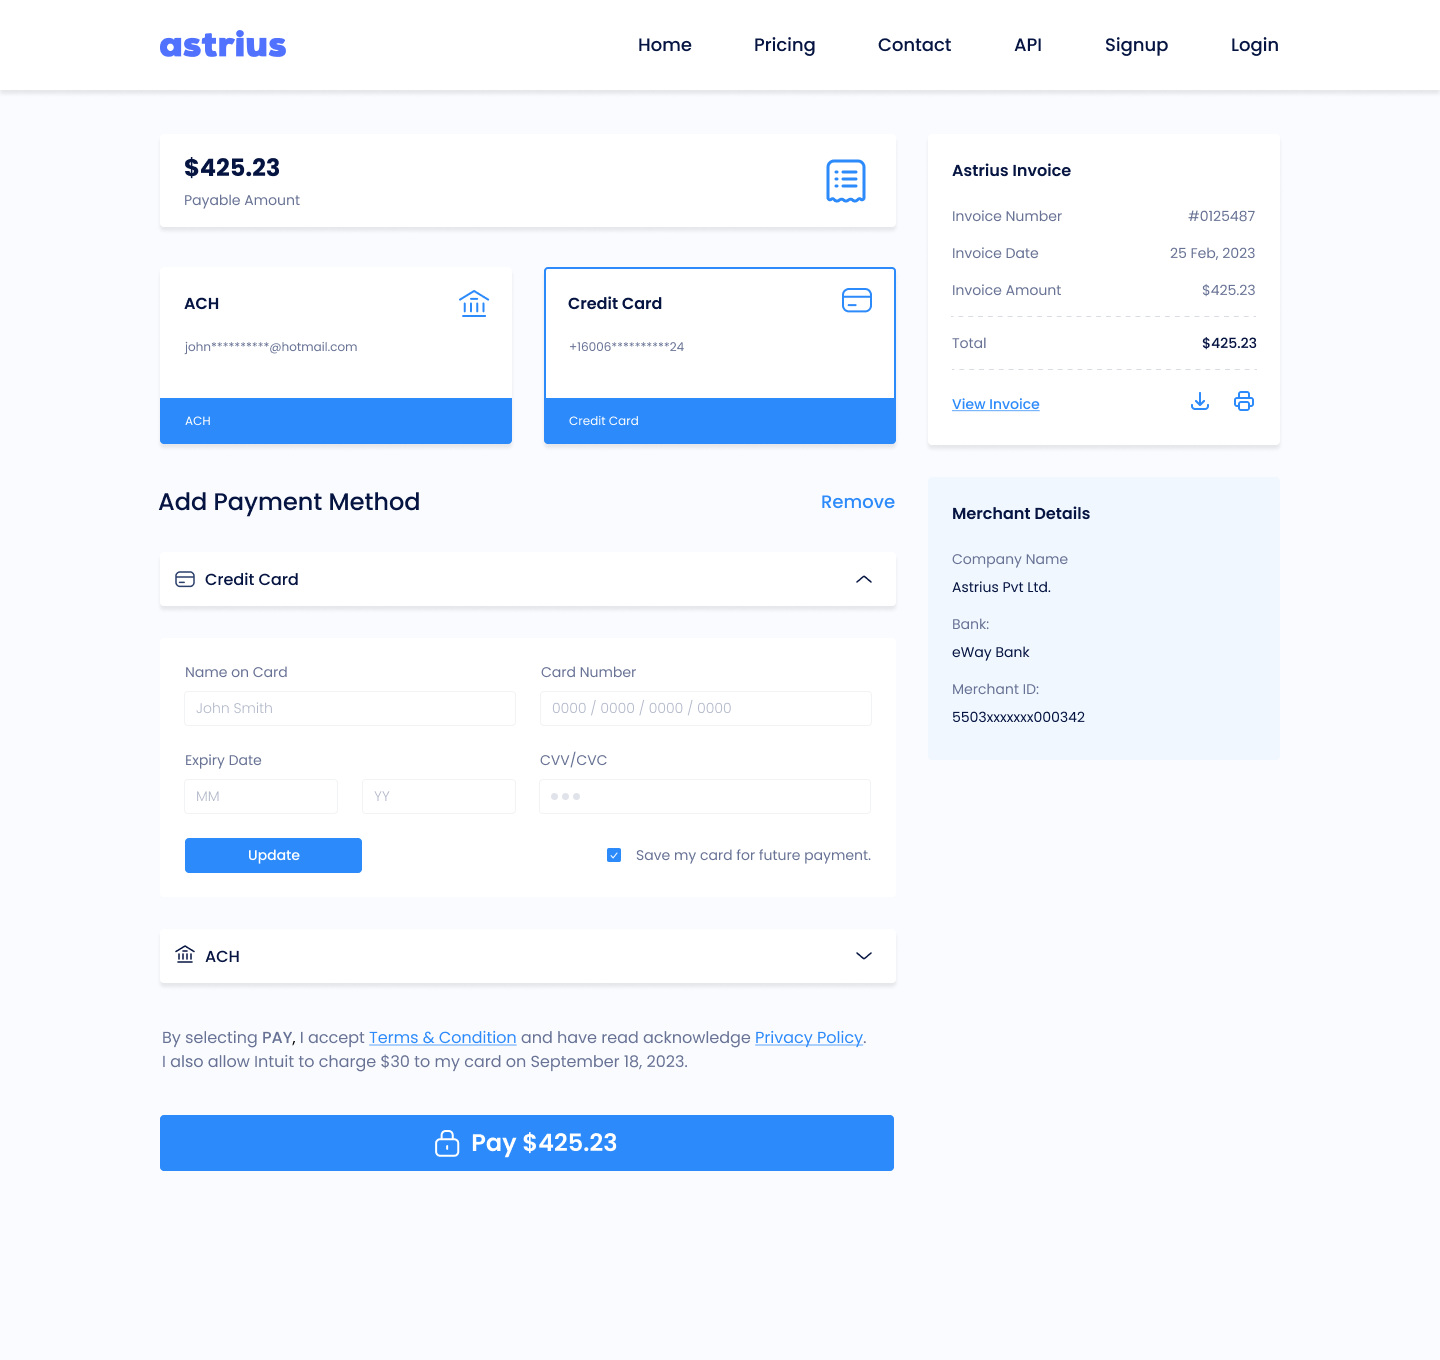 astrius
Home Pricing Contact API Signup Login
$425.23
Payable Amount
ACH
john**********@hotmail.com
ACH
Credit Card
+16006**********24
Credit Card
Add Payment Method
Remove
Credit Card
Name on Card
John Smith
Card Number
0000 / 0000 / 0000 / 0000
Expiry Date
MM
YY
CVV/CVC
Update
Save my card for future payment.
ACH
By selecting PAY, I accept Terms & Condition and have read acknowledge Privacy Policy.
I also allow Intuit to charge $30 to my card on September 18, 2023.
Pay $425.23
Astrius Invoice
Invoice Number #0125487
Invoice Date 25 Feb, 2023
Invoice Amount $425.23
Total $425.23
View Invoice
Merchant Details
Company Name
Astrius Pvt Ltd.
Bank:
eWay Bank
Merchant ID:
5503xxxxxxx000342